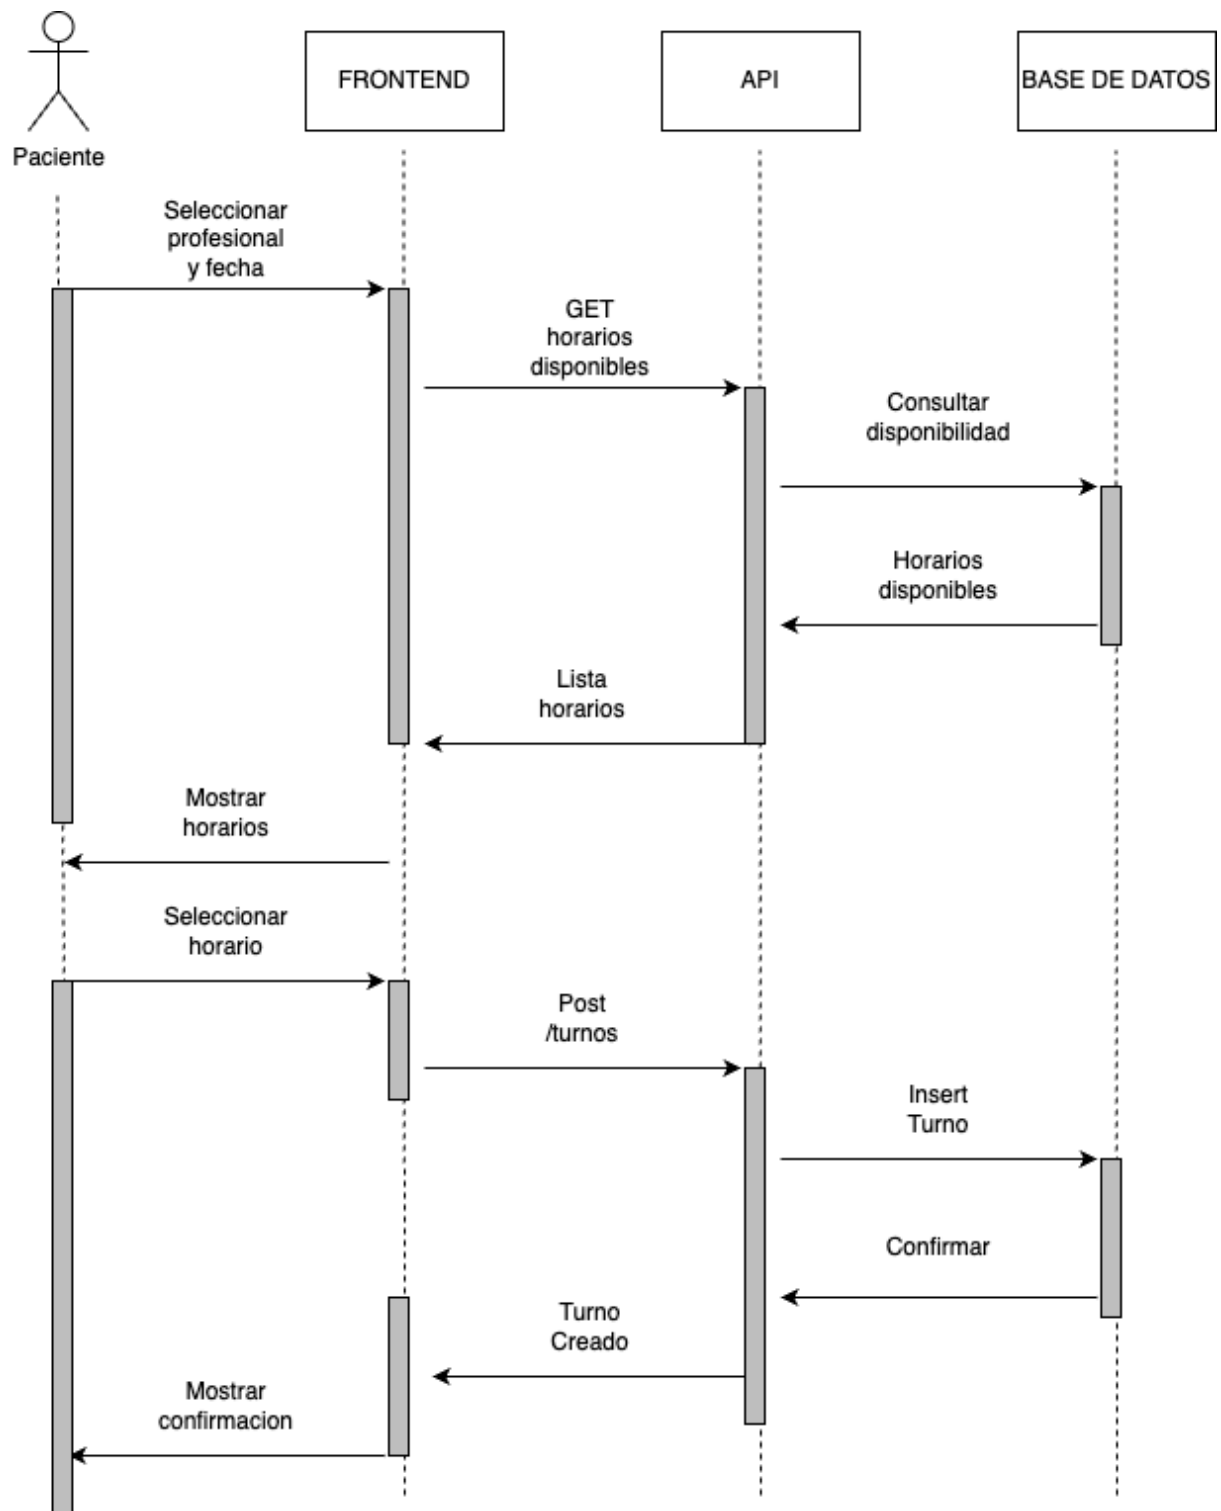 FRONTEND
API
BASE DE DATOS
Paciente
Seleccionar
profesional
y fecha
GET
horarios
disponibles
Consultar
disponibilidad
Horarios
disponibles
Lista
horarios
Mostrar
horarios
Seleccionar
horario
Post
/turnos
Insert
Turno
Confirmar
Turno
Creado
Mostrar
confirmacion